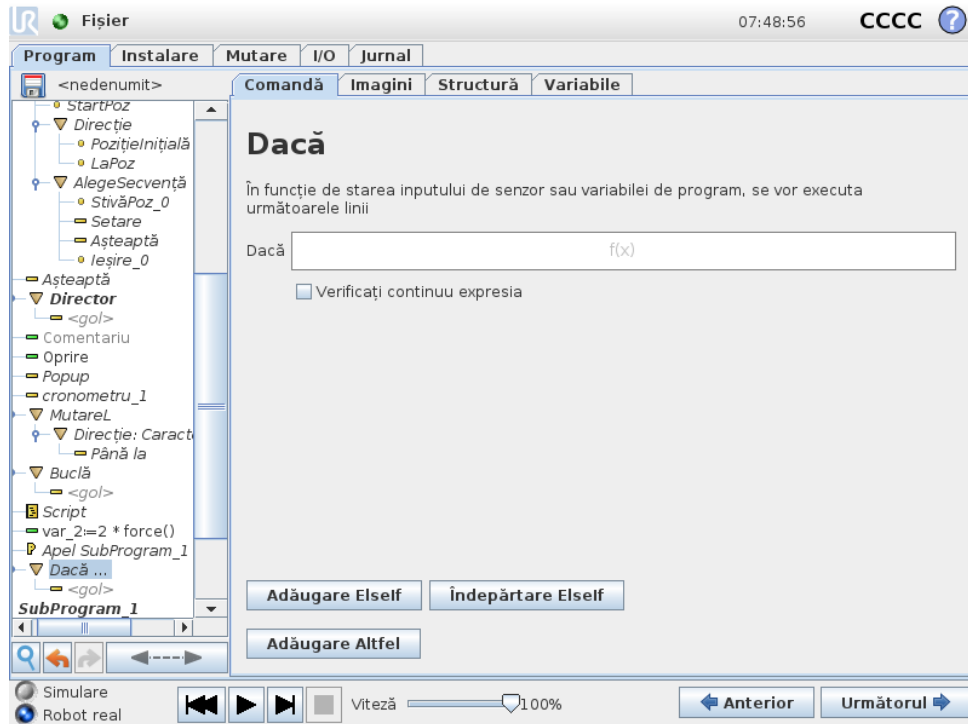 UR Fișier 07:48:56 CCCC ?
Program Instalare Mutare I/O Jurnal
<nedenumit> Comandă Imagini Structură Variabile
StartPoz
Direcție
PozițieInițială
LaPoz
AlegeSecvență
StivăPoz_0
Setare
Așteaptă
Ieșire_0
Așteaptă
Director
<gol>
Comentariu
Oprire
Popup
cronometru_1
MutareL
Direcție: Caract
Până la
Buclă
<gol>
Script
var_2≔2 * force()
P Apel SubProgram_1
Dacă ...
<gol>
SubProgram_1
Dacă
În funcție de starea inputului de senzor sau variabilei de program, se vor executa
următoarele linii
Dacă f(x)
Verificați continuu expresia
Adăugare ElseIf Îndepărtare ElseIf
Adăugare Altfel
Simulare
Robot real
Viteză 100% Anterior Următorul